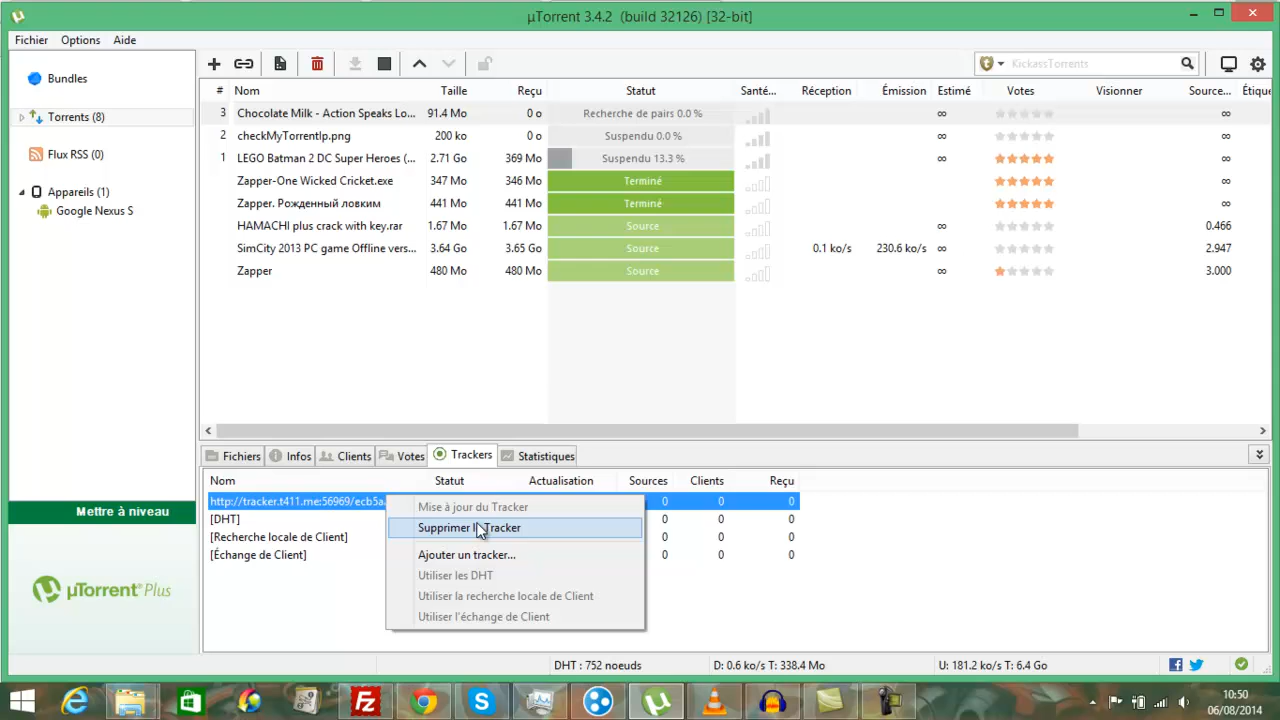 µTorrent 3.4.2 (build 32126) [32-bit]
Fichier Options Aide
Bundles
Torrents (8)
Flux RSS (0)
Appareils (1)
Google Nexus S
Mettre à niveau
µTorrent Plus
KickassTorrents
# Nom Taille Reçu Statut Santé... Réception Émission Estimé Votes Visionner Source... Étique
3 Chocolate Milk - Action Speaks Lo... 91.4 Mo 0 o Recherche de pairs 0.0 % ∞ ∞
2 checkMyTorrentIp.png 200 ko 0 o Suspendu 0.0 % ∞ ∞
1 LEGO Batman 2 DC Super Heroes (... 2.71 Go 369 Mo Suspendu 13.3 % ∞ ∞
Zapper-One Wicked Cricket.exe 347 Mo 346 Mo Terminé ∞
Zapper. Рожденный ловким 441 Mo 441 Mo Terminé ∞
HAMACHI plus crack with key.rar 1.67 Mo 1.67 Mo Source ∞ 0.466
SimCity 2013 PC game Offline vers... 3.64 Go 3.65 Go Source 0.1 ko/s 230.6 ko/s ∞ 2.947
Zapper 480 Mo 480 Mo Source ∞ 3.000
Fichiers Infos Clients Votes Trackers Statistiques
Nom Statut Actualisation Sources Clients Reçu
http://tracker.t411.me:56969/ecb5a 0 0 0
[DHT] 0 0 0
[Recherche locale de Client] 0 0 0
[Échange de Client] 0 0 0
Mise à jour du Tracker
Supprimer Tracker
Ajouter un tracker...
Utiliser les DHT
Utiliser la recherche locale de Client
Utiliser l'échange de Client
DHT : 752 noeuds D: 0.6 ko/s T: 338.4 Mo U: 181.2 ko/s T: 6.4 Go
10:50
06/08/2014